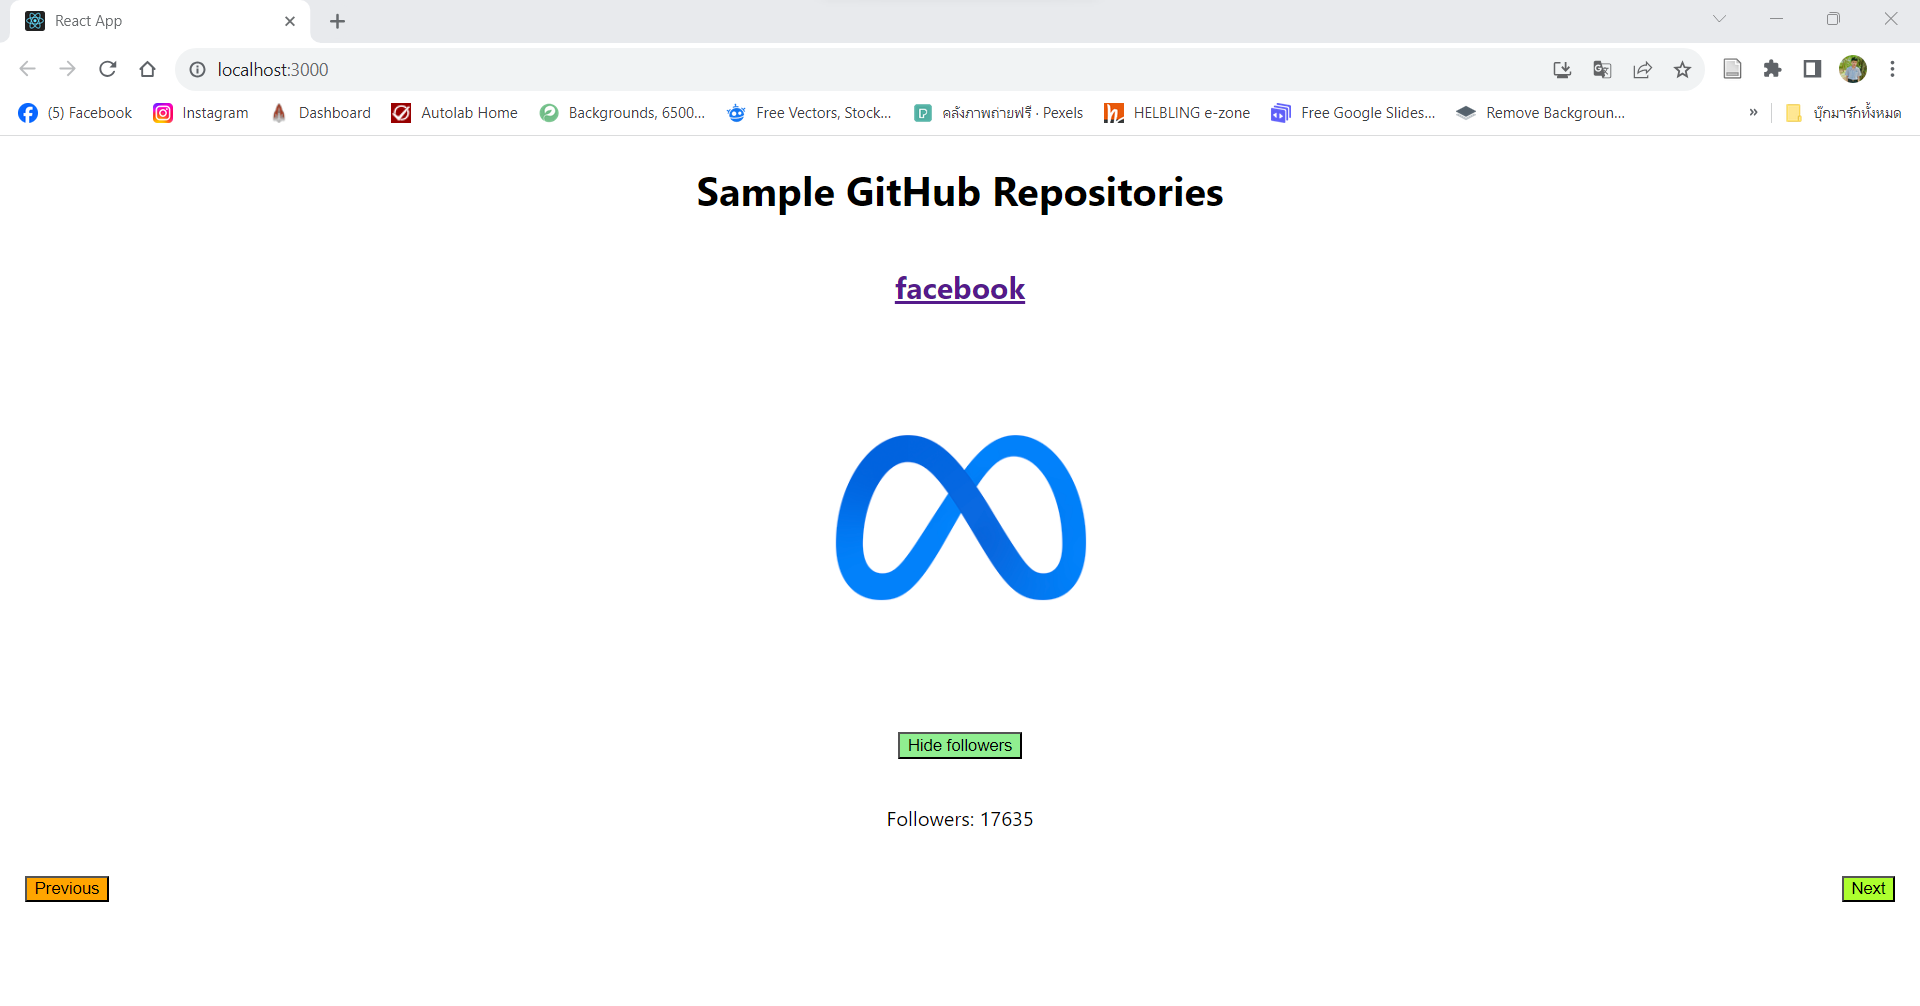 React App
localhost:3000
(5) Facebook Instagram Dashboard Autolab Home Backgrounds, 6500... Free Vectors, Stock... คลังภาพถ่ายฟรี · Pexels HELBLING e-zone Free Google Slides... Remove Backgroun... » บุ๊กมาร์กทั้งหมด
Sample GitHub Repositories
facebook
Hide followers
Followers: 17635
Previous Next